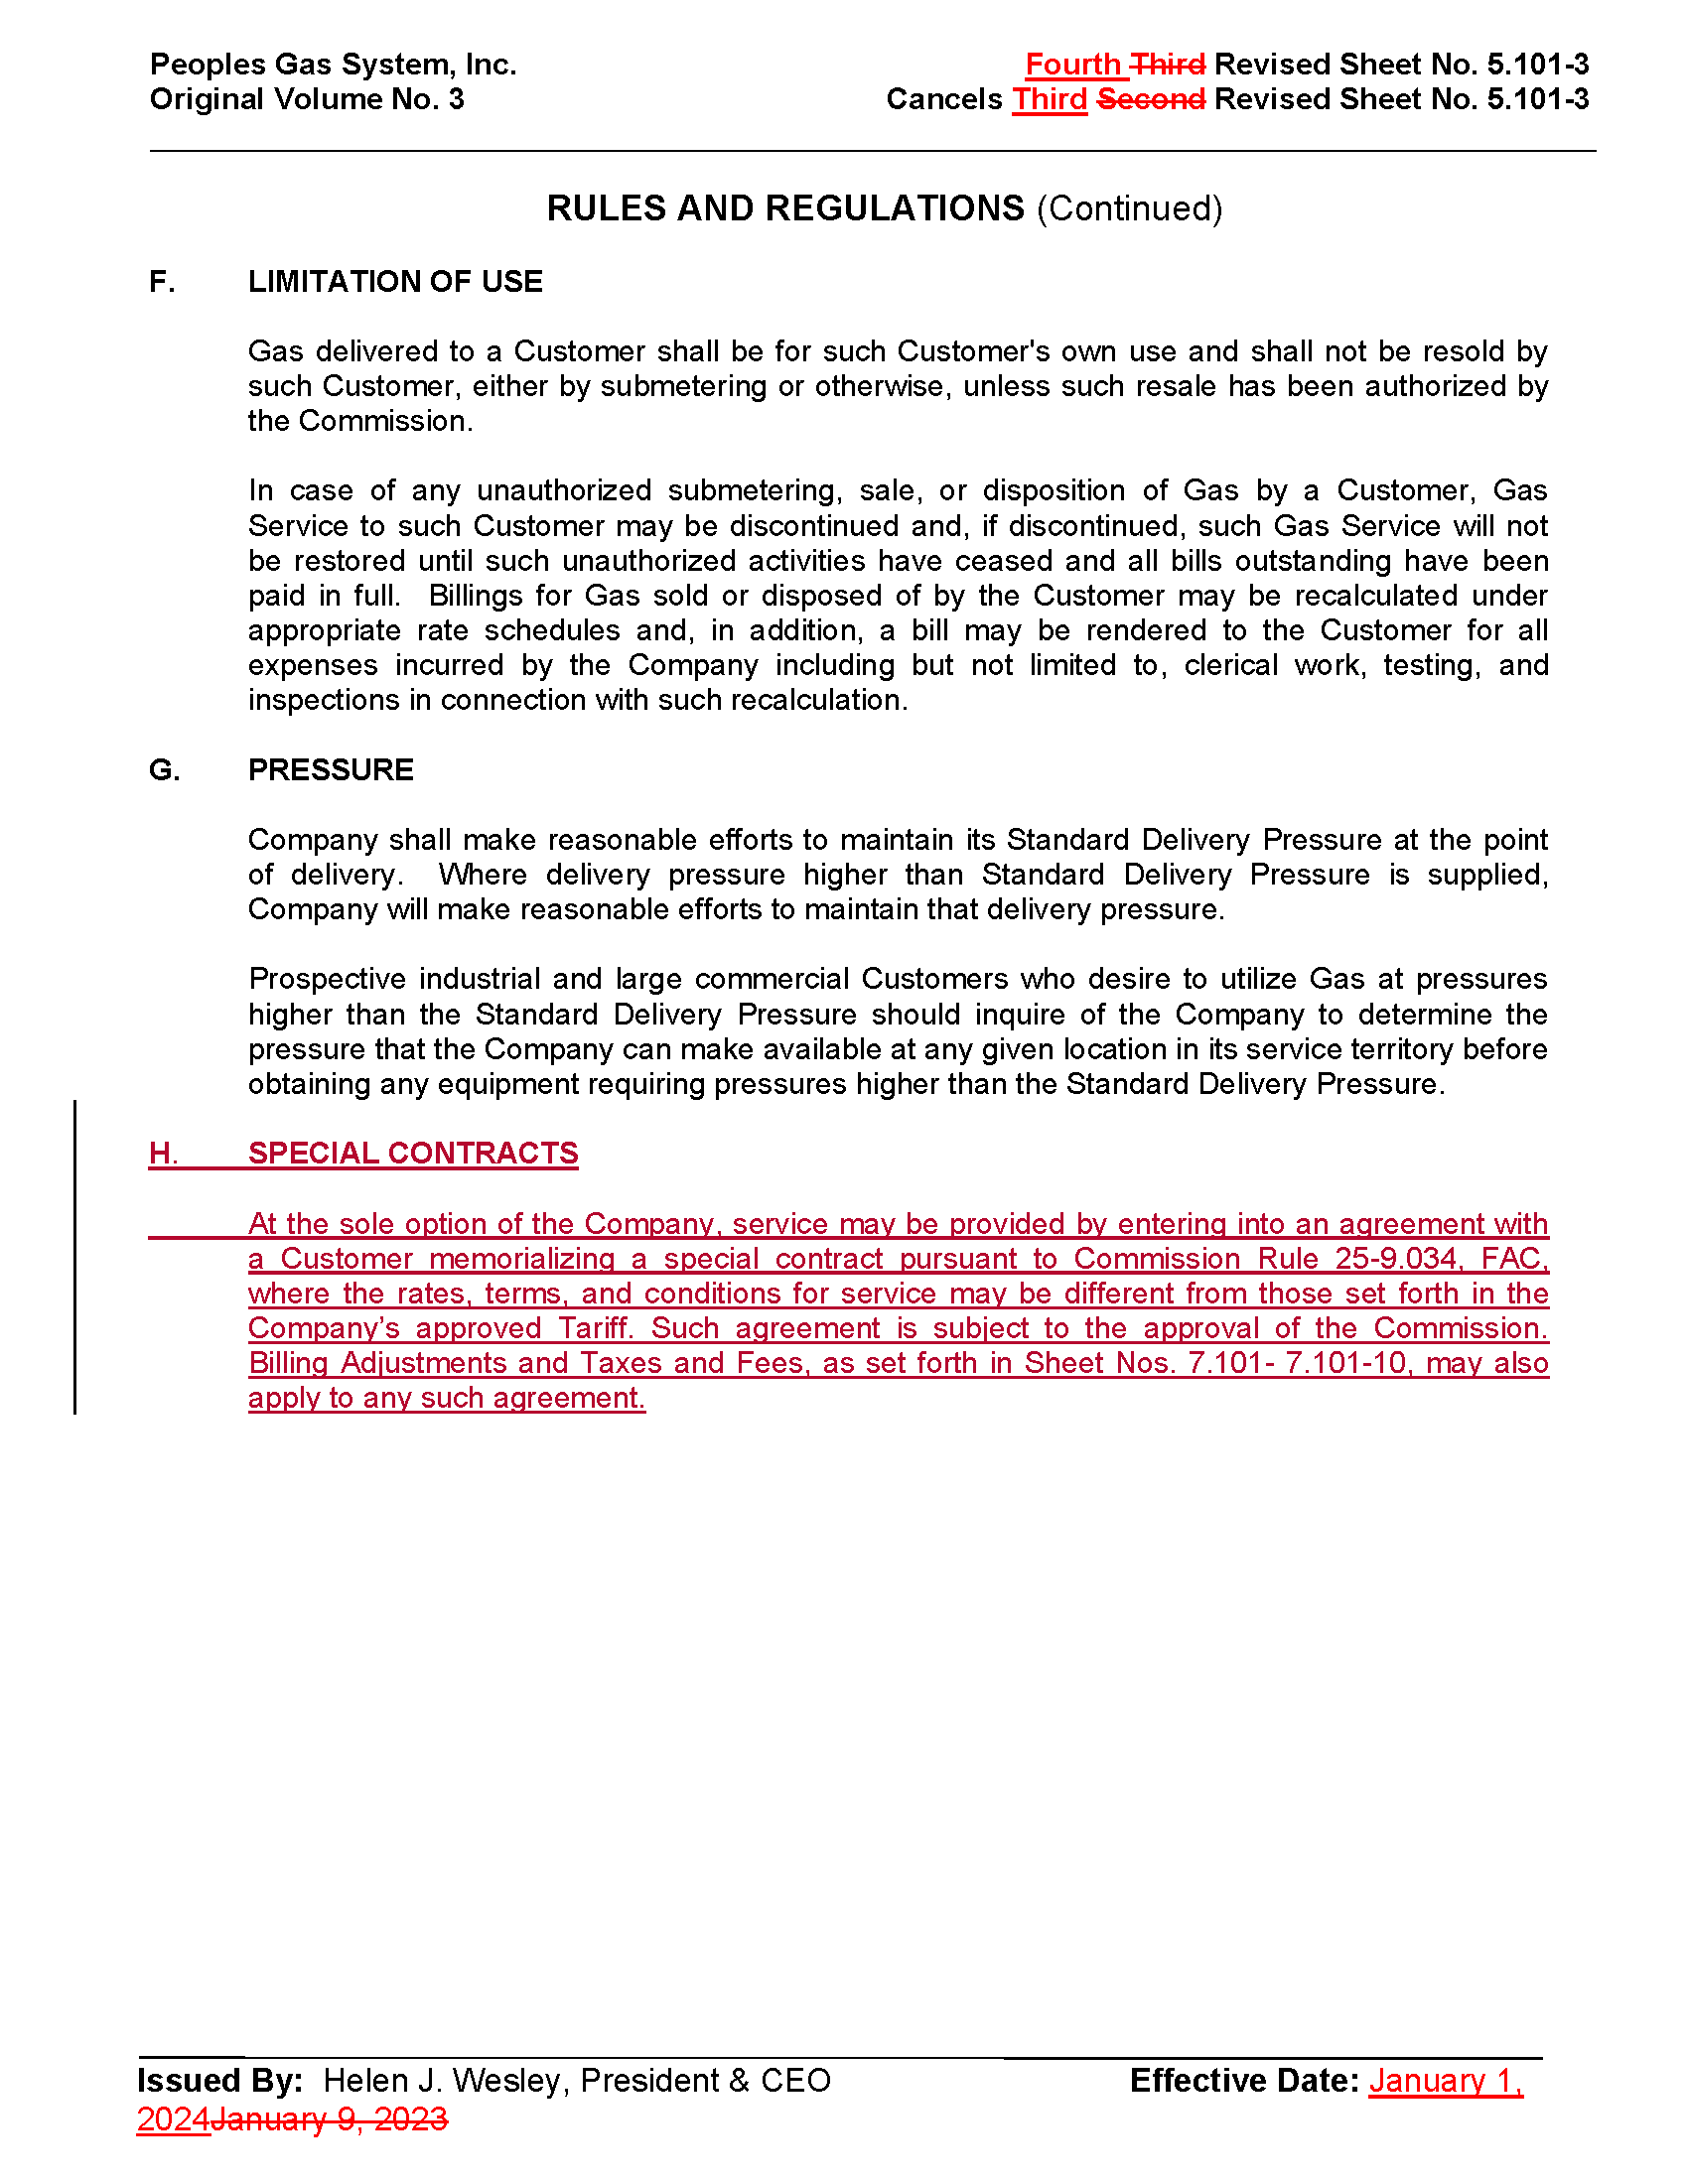 Peoples Gas System, Inc.
Original Volume No. 3
Fourth Third Revised Sheet No. 5.101-3
Cancels Third Second Revised Sheet No. 5.101-3
RULES AND REGULATIONS (Continued)
F. LIMITATION OF USE
Gas delivered to a Customer shall be for such Customer's own use and shall not be resold by
such Customer, either by submetering or otherwise, unless such resale has been authorized by
the Commission.
In case of any unauthorized submetering, sale, or disposition of Gas by a Customer, Gas
Service to such Customer may be discontinued and, if discontinued, such Gas Service will not
be restored until such unauthorized activities have ceased and all bills outstanding have been
paid in full. Billings for Gas sold or disposed of by the Customer may be recalculated under
appropriate rate schedules and, in addition, a bill may be rendered to the Customer for all
expenses incurred by the Company including but not limited to, clerical work, testing, and
inspections in connection with such recalculation.
G. PRESSURE
Company shall make reasonable efforts to maintain its Standard Delivery Pressure at the point
of delivery. Where delivery pressure higher than Standard Delivery Pressure is supplied,
Company will make reasonable efforts to maintain that delivery pressure.
Prospective industrial and large commercial Customers who desire to utilize Gas at pressures
higher than the Standard Delivery Pressure should inquire of the Company to determine the
pressure that the Company can make available at any given location in its service territory before
obtaining any equipment requiring pressures higher than the Standard Delivery Pressure.
H. SPECIAL CONTRACTS
At the sole option of the Company, service may be provided by entering into an agreement with
a Customer memorializing a special contract pursuant to Commission Rule 25-9.034, FAC,
where the rates, terms, and conditions for service may be different from those set forth in the
Company’s approved Tariff. Such agreement is subject to the approval of the Commission.
Billing Adjustments and Taxes and Fees, as set forth in Sheet Nos. 7.101- 7.101-10, may also
apply to any such agreement.
Issued By: Helen J. Wesley, President & CEO Effective Date: January 1,
2024January 9, 2023